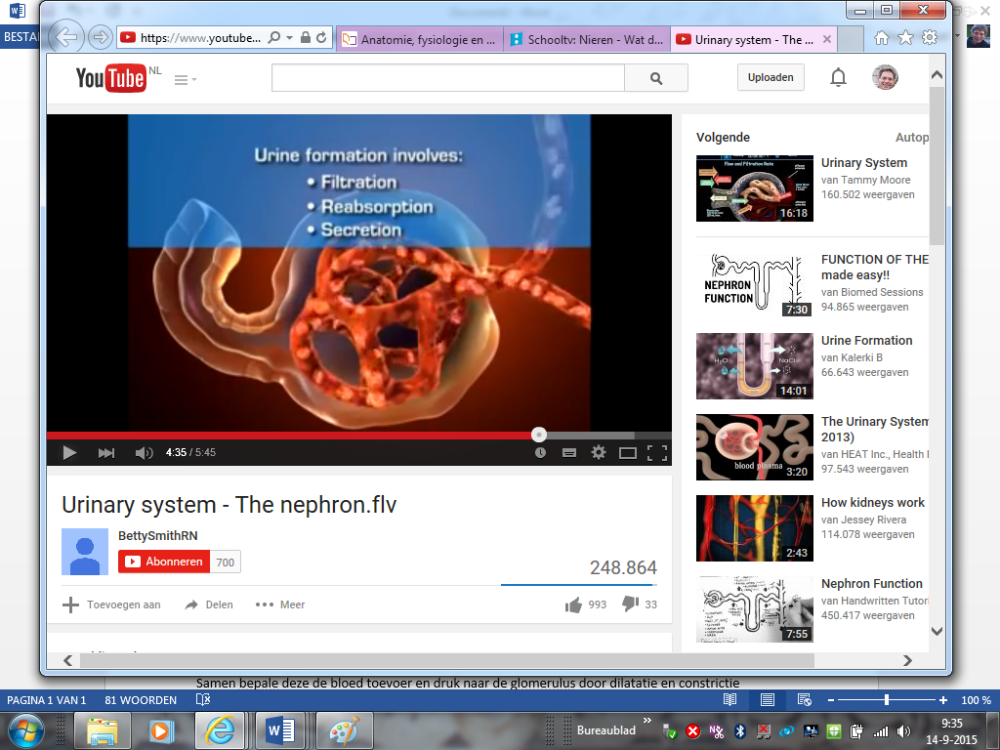 BESTA
https://www.youtube...
Anatomie, fysiologie en ...
Schooltv: Nieren - Wat d...
Urinary system - The ...
YouTube NL
Uploaden
Urine formation involves:
• Filtration
• Reabsorption
• Secretion
4:35 / 5:45
Urinary system - The nephron.flv
BettySmithRN
Abonneren 700
248.864
Toevoegen aan
Delen
Meer
993
33
Volgende
Autop
Flow and Filtration Rate
16:18
Urinary System
van Tammy Moore
160.502 weergaven
NEPHRON
FUNCTION
7:30
FUNCTION OF THE
made easy!!
van Biomed Sessions
94.865 weergaven
H₂O
NaCl
14:01
Urine Formation
van Kalerki B
66.643 weergaven
blood plasma
3:20
The Urinary System
2013)
van HEAT Inc., Health
97.543 weergaven
2:43
How kidneys work
van Jessey Rivera
114.078 weergaven
7:55
Nephron Function
van Handwritten Tutori
450.417 weergaven
Samen bepale deze de bloed toevoer en druk naar de glomerulus door dilatatie en constrictie
PAGINA 1 VAN 1
81 WOORDEN
100 %
Bureaublad
9:35
14-9-2015